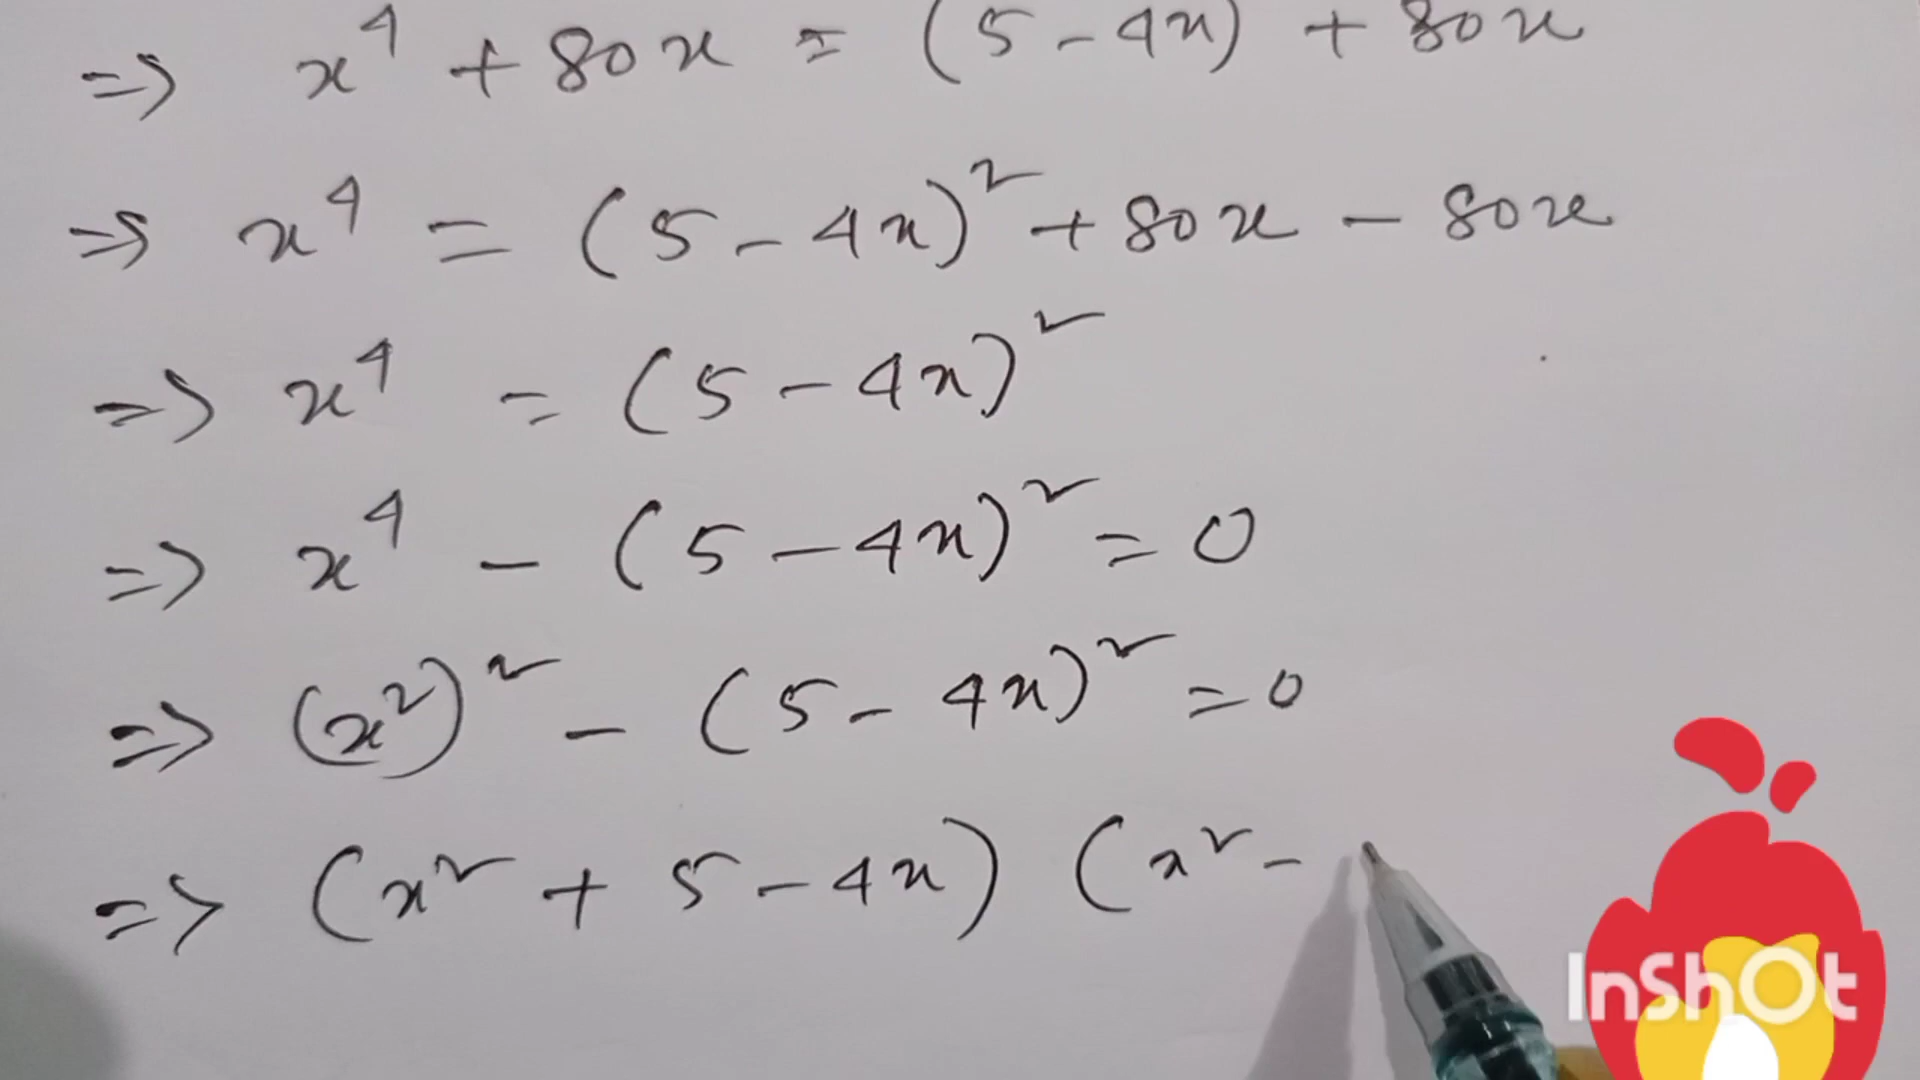 => x⁴ + 80x = (5 - 4x) + 80x
=> x⁴ = (5 - 4x)² + 80x - 80x
=> x⁴ = (5 - 4x)²
=> x⁴ - (5 - 4x)² = 0
=> (x²)² - (5 - 4x)² = 0
=> (x² + 5 - 4x) (x² -
InShOt